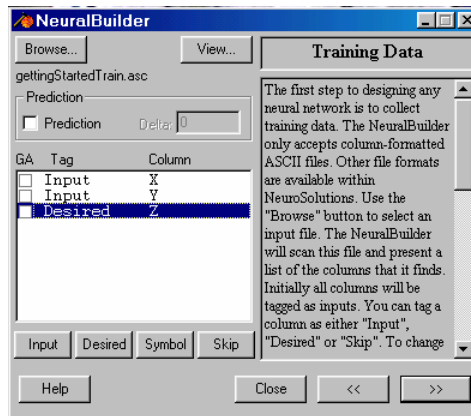 NeuralBuilder
Browse...
View...
gettingStartedTrain.asc
Prediction
Prediction
Delta: 0
GA Tag Column
Input X
Input Y
Desired Z
Input Desired Symbol Skip
Training Data
The first step to designing any
neural network is to collect
training data. The NeuralBuilder
only accepts column-formatted
ASCII files. Other file formats
are available within
NeuroSolutions. Use the
"Browse" button to select an
input file. The NeuralBuilder
will scan this file and present a
list of the columns that it finds.
Initially all columns will be
tagged as inputs. You can tag a
column as either "Input",
"Desired" or "Skip". To change
Help
Close << >>